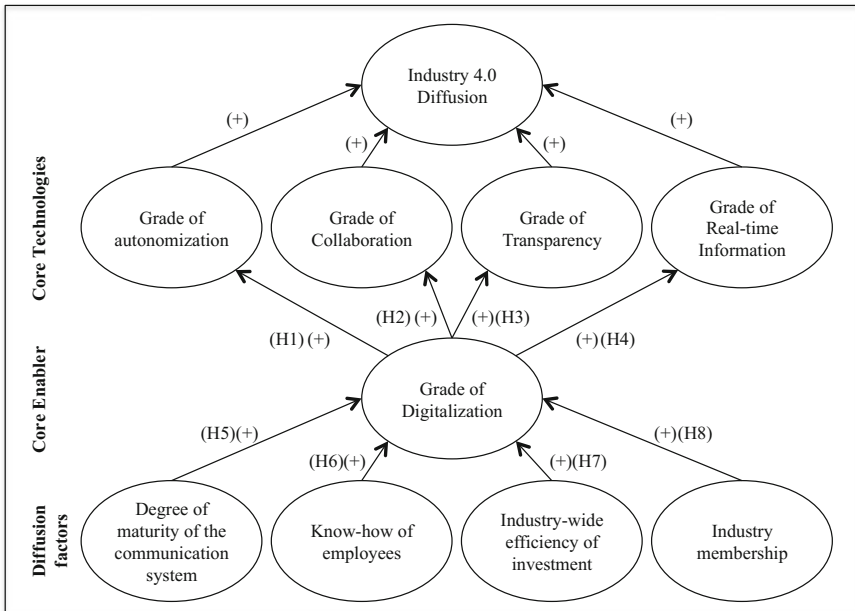 Industry 4.0
Diffusion
(+)
(+)
(+)
(+)
Core Technologies
Grade of
autonomization
Grade of
Collaboration
Grade of
Transparency
Grade of
Real-time
Information
(H1) (+)
(H2) (+)
(+)(H3)
(+)(H4)
Core Enabler
Grade of
Digitalization
(H5)(+)
(H6)(+)
(+)(H7)
(+)(H8)
Diffusion
factors
Degree of
maturity of the
communication
system
Know-how of
employees
Industry-wide
efficiency of
investment
Industry
membership